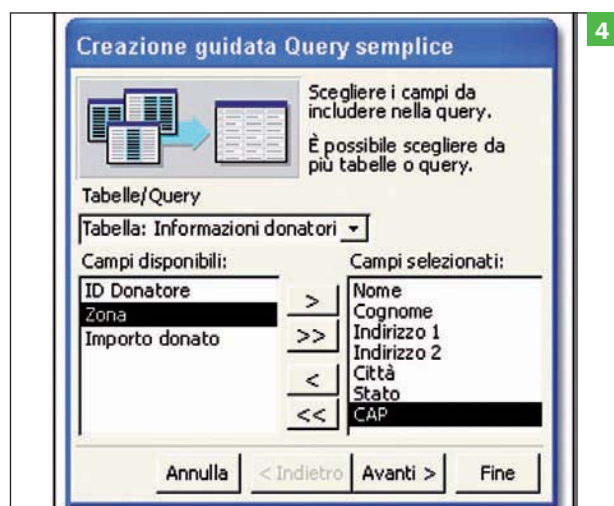 4
Creazione guidata Query semplice
Scegliere i campi da
includere nella query.
È possibile scegliere da
più tabelle o query.
Tabelle/Query
Tabella: Informazioni donatori
Campi disponibili:
ID Donatore
Zona
Importo donato
>
>>
<
<<
Campi selezionati:
Nome
Cognome
Indirizzo 1
Indirizzo 2
Città
Stato
CAP
Annulla
< Indietro
Avanti >
Fine